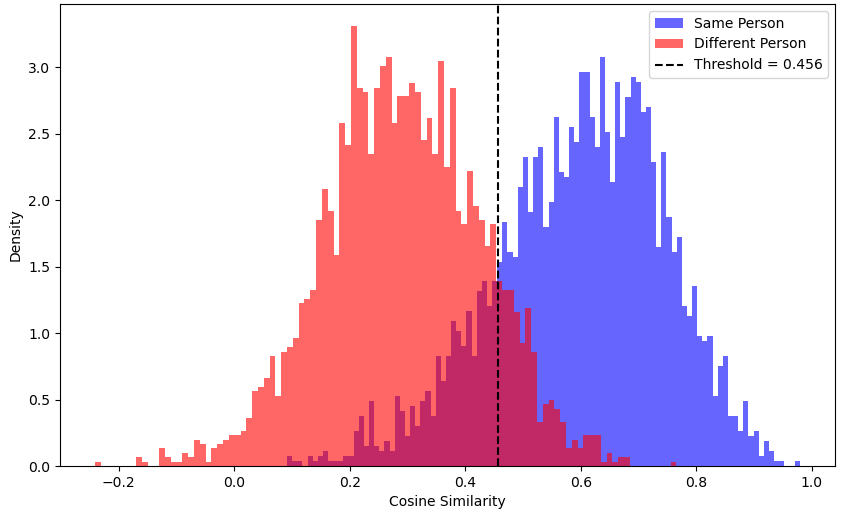 Same Person
Different Person
Threshold = 0.456
Density
3.0
2.5
2.0
1.5
1.0
0.5
0.0
−0.2 0.0 0.2 0.4 0.6 0.8 1.0
Cosine Similarity